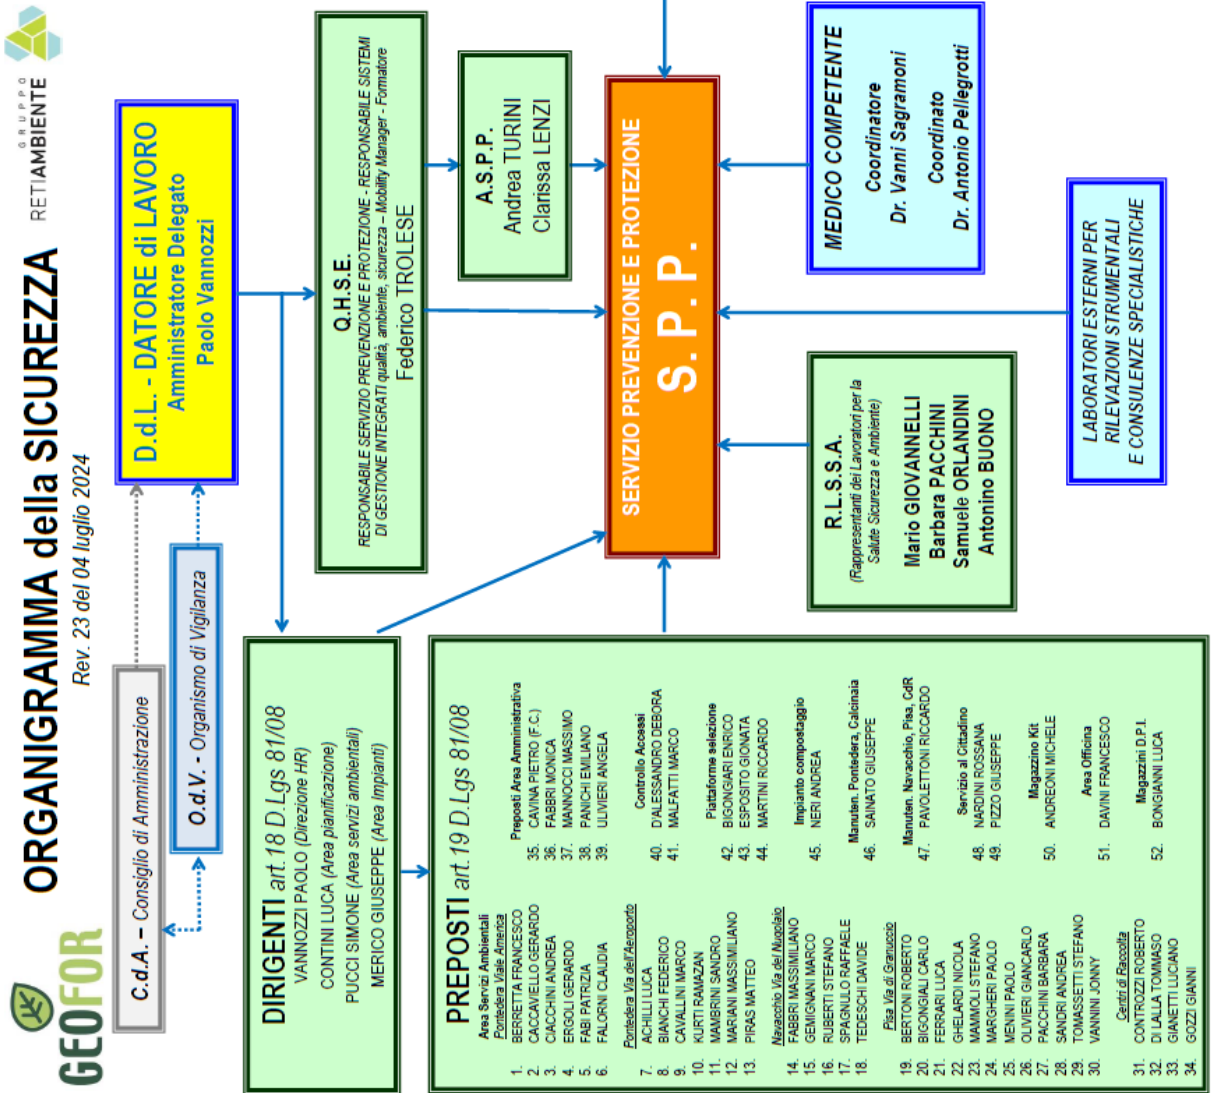 GEOFOR
ORGANIGRAMMA della SICUREZZA
Rev. 23 del 04 luglio 2024
GRUPPO
RETIAMBIENTE
C.d.A. – Consiglio di Amministrazione
O.d.V. - Organismo di Vigilanza
D.d.L. - DATORE di LAVORO
Amministratore Delegato
Paolo Vannozzi
DIRIGENTI art.18 D.Lgs 81/08
VANNOZZI PAOLO (Direzione HR)
CONTINI LUCA (Area pianificazione)
PUCCI SIMONE (Area servizi ambientali)
MERICO GIUSEPPE (Area Impianti)
Q.H.S.E.
RESPONSABILE SERVIZIO PREVENZIONE E PROTEZIONE - RESPONSABILE SISTEMI
DI GESTIONE INTEGRATI qualità, ambiente, sicurezza – Mobility Manager - Formatore
Federico TROLESE
A.S.P.P.
Andrea TURINI
Clarissa LENZI
PREPOSTI art.19 D.Lgs 81/08
Area Servizi Ambientali
Pontedera Viale America
1. BERRETTA FRANCESCO
2. CACCAVIELLO GERARDO
3. CIACCHINI ANDREA
4. ERGOLI GERARDO
5. FABI PATRIZIA
6. FALORNI CLAUDIA
Pontedera Via dell'Aeroporto
7. ACHILLI LUCA
8. BIANCHI FEDERICO
9. CAVALLINI MARCO
10. KURTI RAMAZAN
11. MAMBRINI SANDRO
12. MARIANI MASSIMILIANO
13. PIRAS MATTEO
Navacchio Via del Nugolaio
14. FABBRI MASSIMILIANO
15. GEMIGNANI MARCO
16. RUBERTI STEFANO
17. SPAGNULO RAFFAELE
18. TEDESCHI DAVIDE
Pisa Via di Granuccio
19. BERTONI ROBERTO
20. BIGONGIALI CARLO
21. FERRARI LUCA
22. GHELARDI NICOLA
23. MAMMOLI STEFANO
24. MARGHERI PAOLO
25. MENINI PAOLO
26. OLIVIERI GIANCARLO
27. PACCHINI BARBARA
28. SANDRI ANDREA
29. TOMASSETTI STEFANO
30. VANNINI JONNY
Centri di Raccolta
31. CONTROZZI ROBERTO
32. DI LALLA TOMMASO
33. GIANETTI LUCIANO
34. GOZZI GIANNI
Preposti Area Amministrativa
35. CAVINA PIETRO (F.C.)
36. FABBRI MONICA
37. MANNOCCI MASSIMO
38. PANICHI EMILIANO
39. ULIVIERI ANGELA
Controllo Accessi
40. D'ALESSANDRO DEBORA
41. MALFATTI MARCO
Piattaforme selezione
42. BIGONGIARI ENRICO
43. ESPOSITO GIONATA
44. MARTINI RICCARDO
Impianto compostaggio
45. NERI ANDREA
Manuten. Pontedera, Calcinaia
46. SAINATO GIUSEPPE
Manuten. Navacchio, Pisa, CdR
47. PAVOLETTONI RICCARDO
Servizio al Cittadino
48. NARDINI ROSSANA
49. PIZZO GIUSEPPE
Magazzino Kit
50. ANDREONI MICHELE
Area Officina
51. DAVINI FRANCESCO
Magazzini D.P.I.
52. BONGIANNI LUCA
SERVIZIO PREVENZIONE E PROTEZIONE
S. P. P.
R.L.S.S.A.
(Rappresentanti dei Lavoratori per la
Salute Sicurezza e Ambiente)
Mario GIOVANNELLI
Barbara PACCHINI
Samuele ORLANDINI
Antonino BUONO
MEDICO COMPETENTE
Coordinatore
Dr. Vanni Sagramoni
Coordinato
Dr. Antonio Pellegrotti
LABORATORI ESTERNI PER
RILEVAZIONI STRUMENTALI
E CONSULENZE SPECIALISTICHE